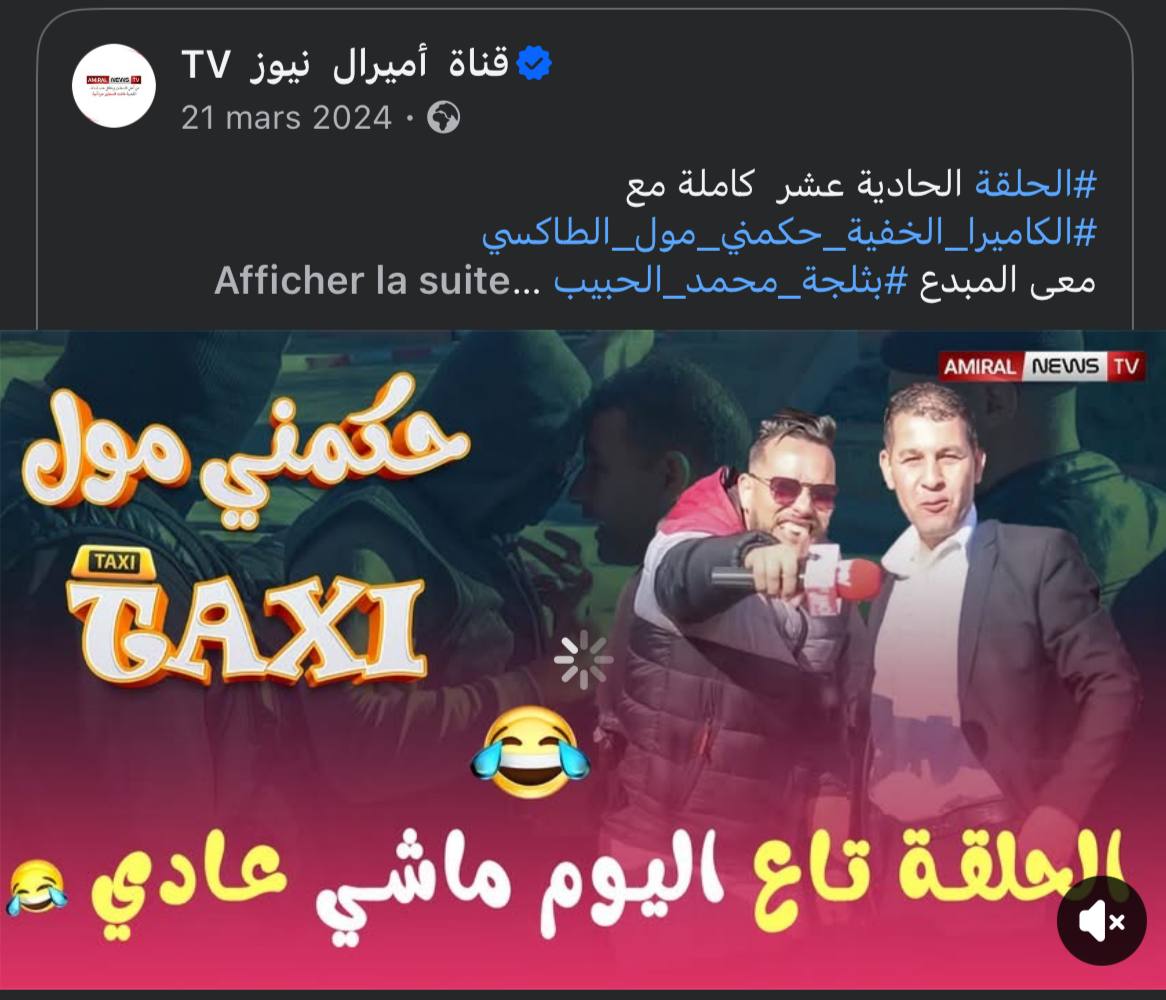 قناة أميرال نيوز TV
21 mars 2024
#الحلقة الحادية عشر كاملة مع
#الكاميرا_الخفية_حكمني_مول_الطاكسي
معى المبدع #بثلجة_محمد_الحبيب ...Afficher la suite
AMIRAL NEWS TV
حكمني مول
TAXI
TAXI
الحلقة تاع اليوم ماشي عادي